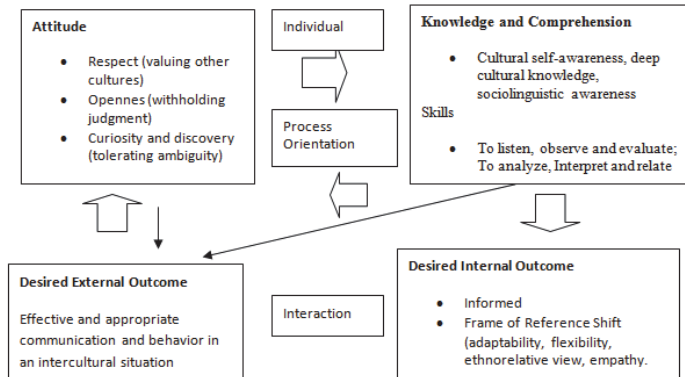 Attitude
• Respect (valuing other
cultures)
• Opennes (withholding
judgment)
• Curiosity and discovery
(tolerating ambiguity)
Individual
Process
Orientation
Knowledge and Comprehension
• Cultural self-awareness, deep
cultural knowledge,
sociolinguistic awareness
Skills
• To listen, observe and evaluate;
To analyze, Interpret and relate
Desired External Outcome
Effective and appropriate
communication and behavior in
an intercultural situation
Interaction
Desired Internal Outcome
• Informed
• Frame of Reference Shift
(adaptability, flexibility,
ethnorelative view, empathy.